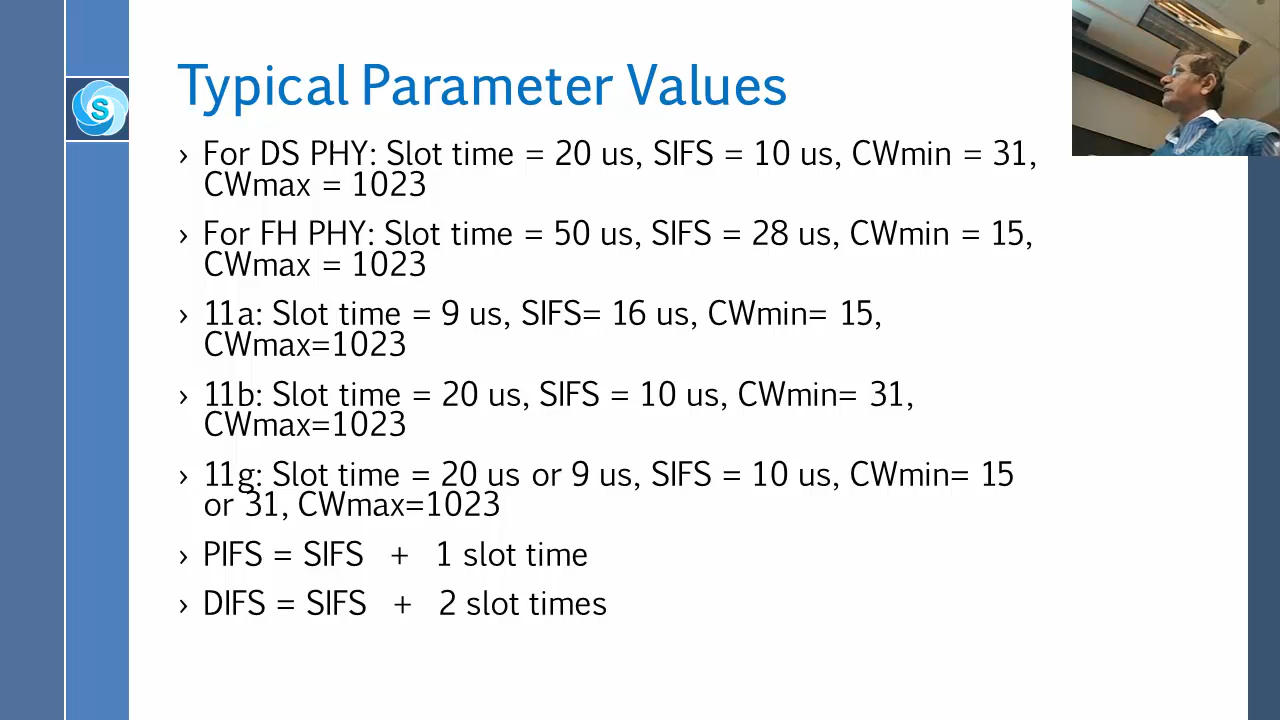 Typical Parameter Values
› For DS PHY: Slot time = 20 us, SIFS = 10 us, CWmin = 31,
CWmax = 1023
› For FH PHY: Slot time = 50 us, SIFS = 28 us, CWmin = 15,
CWmax = 1023
› 11a: Slot time = 9 us, SIFS= 16 us, CWmin= 15,
CWmax=1023
› 11b: Slot time = 20 us, SIFS = 10 us, CWmin= 31,
CWmax=1023
› 11g: Slot time = 20 us or 9 us, SIFS = 10 us, CWmin= 15
or 31, CWmax=1023
› PIFS = SIFS + 1 slot time
› DIFS = SIFS + 2 slot times
S